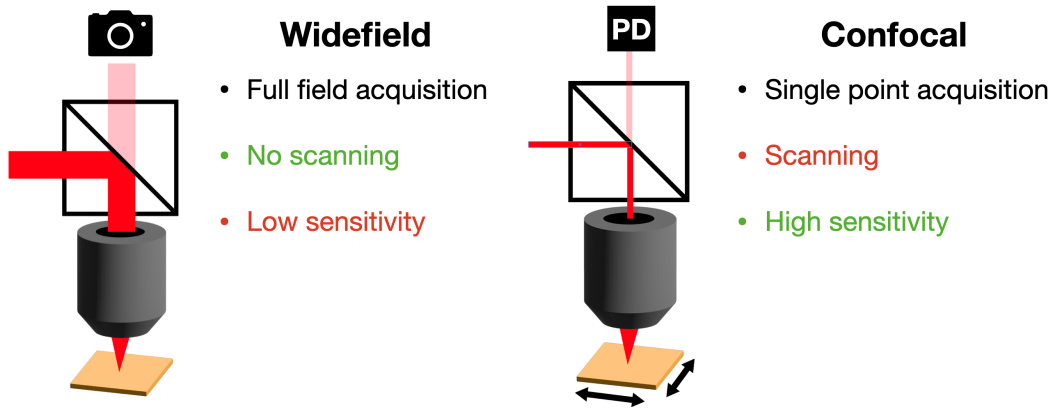 Widefield
• Full field acquisition
• No scanning
• Low sensitivity
PD
Confocal
• Single point acquisition
• Scanning
• High sensitivity